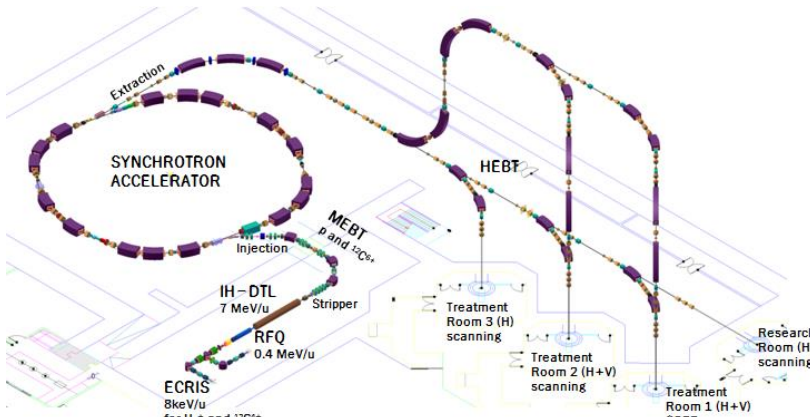 Extraction
SYNCHROTRON
ACCELERATOR
HEBT
MEBT
p and ¹²C⁶⁺
Injection
IH-DTL
7 MeV/u
Stripper
RFQ
0.4 MeV/u
ECRIS
8keV/u
Treatment
Room 3 (H)
scanning
Treatment
Room 2 (H+V)
scanning
Treatment
Room 1 (H+V)
Research
Room (H
scanning